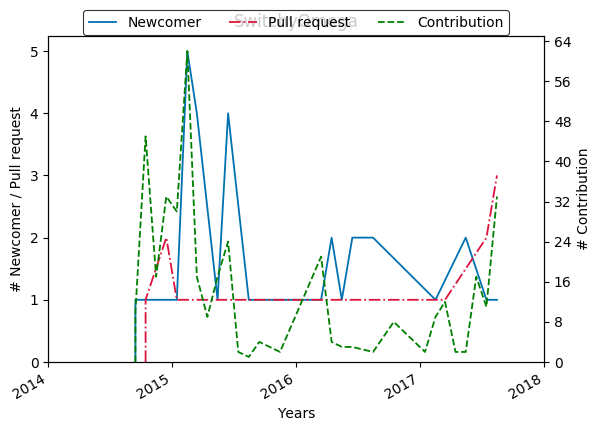 SwitchyOmega
Newcomer Pull request Contribution
5
4
3
2
1
0
# Newcomer / Pull request
64
56
48
40
32
24
16
8
0
# Contribution
2014 2015 2016 2017 2018
Years